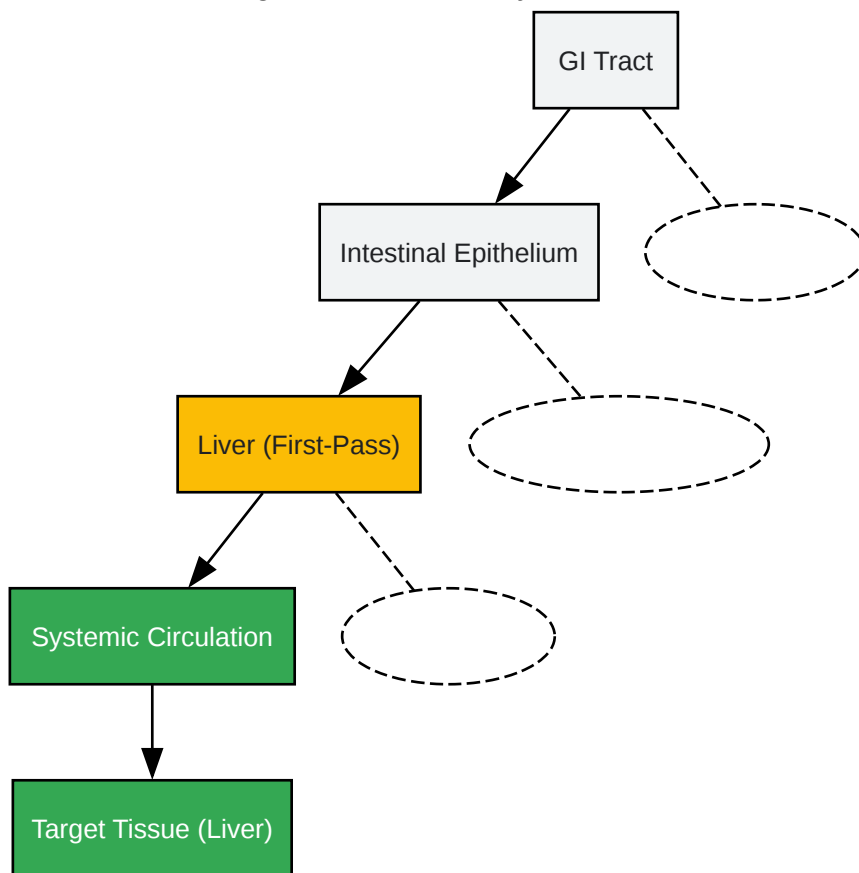 GI Tract
Intestinal Epithelium
Liver (First-Pass)
Systemic Circulation
Target Tissue (Liver)